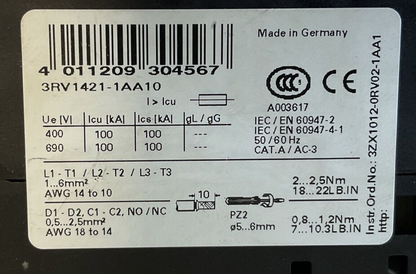 Made in Germany
4 011209 304567
3RV1421-1AA10
I > Icu
CCC CE
A003617
Ue [V] Icu [kA] Ics [kA] gL / gG
400 100 100 ---
690 100 100 ---
IEC / EN 60947-2
IEC / EN 60947-4-1
50 / 60 Hz
CAT.A / AC-3
L1 - T1 / L2 - T2 / L3 - T3
1...6mm²
AWG 14 to 10
D1 - D2, C1 - C2, NO / NC
0,5...2,5mm²
AWG 18 to 14
10
PZ2
ø5...6mm
2...2,5Nm
18...22LB.IN
0,8...1,2Nm
7...10.3LB.IN
Instr.Ord.No.: 3ZX1012-0RV02-1AA1
http: